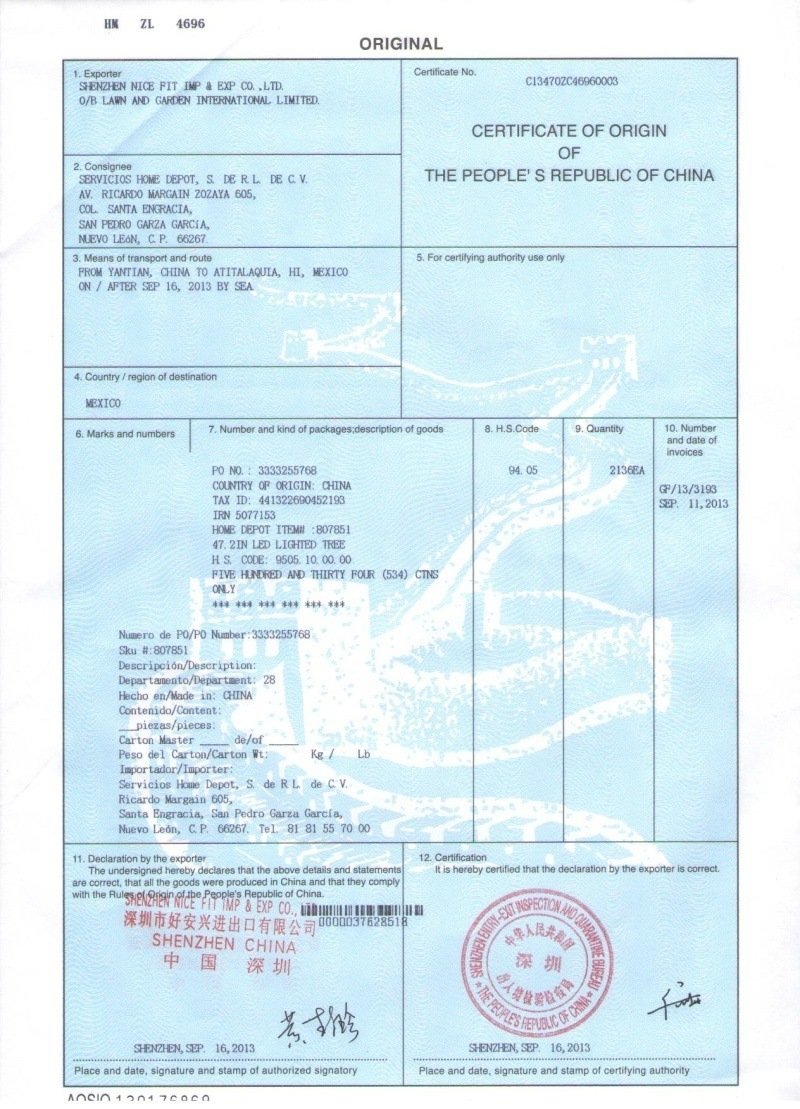 HM ZL 4696
ORIGINAL
1. Exporter
SHENZHEN NICE FIT IMP & EXP CO.,LTD.
O/B LAWN AND GARDEN INTERNATIONAL LIMITED.
Certificate No.
C13470ZC46960003
CERTIFICATE OF ORIGIN
OF
THE PEOPLE'S REPUBLIC OF CHINA
2. Consignee
SERVICIOS HOME DEPOT, S. DE R.L. DE C.V.
AV. RICARDO MARGAIN ZOZAYA 605,
COL. SANTA ENGRACIA,
SAN PEDRO GARZA GARCíA,
NUEVO LEóN, C.P. 66267.
3. Means of transport and route
FROM YANTIAN, CHINA TO ATITALAQUIA, HI, MEXICO
ON / AFTER SEP 16, 2013 BY SEA
5. For certifying authority use only
4. Country / region of destination
MEXICO
6. Marks and numbers
7. Number and kind of packages;description of goods
8. H.S.Code
9. Quantity
10. Number
and date of
invoices
PO NO.: 3333255768
COUNTRY OF ORIGIN: CHINA
TAX ID: 441322690452193
IRN 5077153
HOME DEPOT ITEM# :807851
47.2IN LED LIGHTED TREE
H.S. CODE: 9505.10.00.00
FIVE HUNDRED AND THIRTY FOUR (534) CTNS
ONLY
*** *** *** *** *** ***
94.05
2136EA
GF/13/3193
SEP. 11,2013
Numero de PO/PO Number:3333255768
Sku #:807851
Descripción/Description:
Departamento/Department: 28
Hecho en/Made in: CHINA
Contenido/Content:
___piezas/pieces:
Carton Master ____ de/of ____
Peso del Carton/Carton Wt: Kg / Lb
Importador/Importer:
Servicios Home Depot, S. de R.L. de C.V.
Ricardo Margain 605,
Santa Engracia, San Pedro Garza García,
Nuevo León, C.P. 66267. Tel. 81 81 55 70 00
11. Declaration by the exporter
The undersigned hereby declares that the above details and statements
are correct, that all the goods were produced in China and that they comply
with the Rules of Origin of the People's Republic of China.
SHENZHEN NICE FIT IMP & EXP CO.,
深圳市好安兴进出口有限公司
0000037628518
SHENZHEN CHINA
中国 深圳
SHENZHEN, SEP. 16, 2013
Place and date, signature and stamp of authorized signatory
12. Certification
It is hereby certified that the declaration by the exporter is correct.
SHENZHEN ENTRY-EXIT INSPECTION AND QUARANTINE BUREAU
THE PEOPLE'S REPUBLIC OF CHINA
中华人民共和国
深圳
出入境检验检疫局
SHENZHEN, SEP. 16, 2013
Place and date, signature and stamp of certifying authority